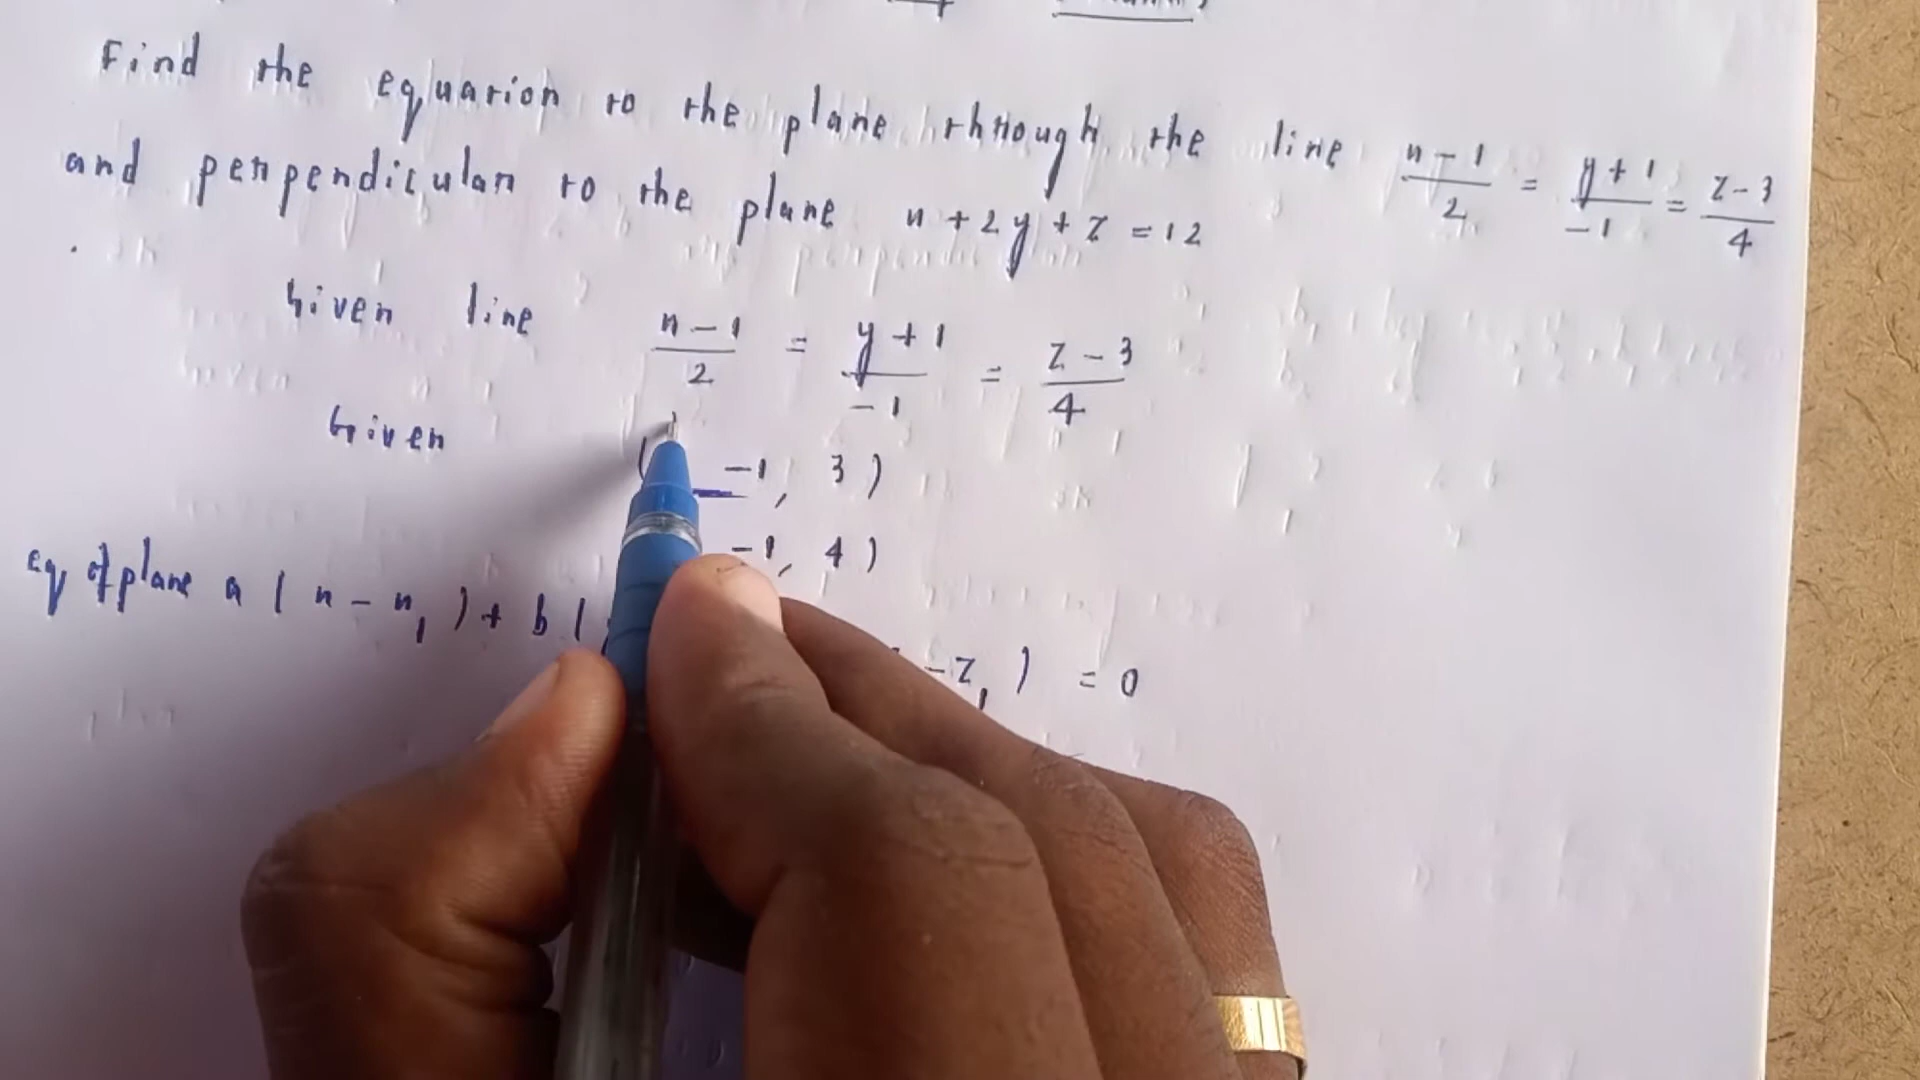 Find the equation to the plane through the line x-1/2 = y+1/-1 = z-3/4
and perpendicular to the plane x+2y+z=12
Given line x-1/2 = y+1/-1 = z-3/4
Given ( -1, 3)
-1, 4)
eq of plane a(x-x₁)+b( -z₁) = 0